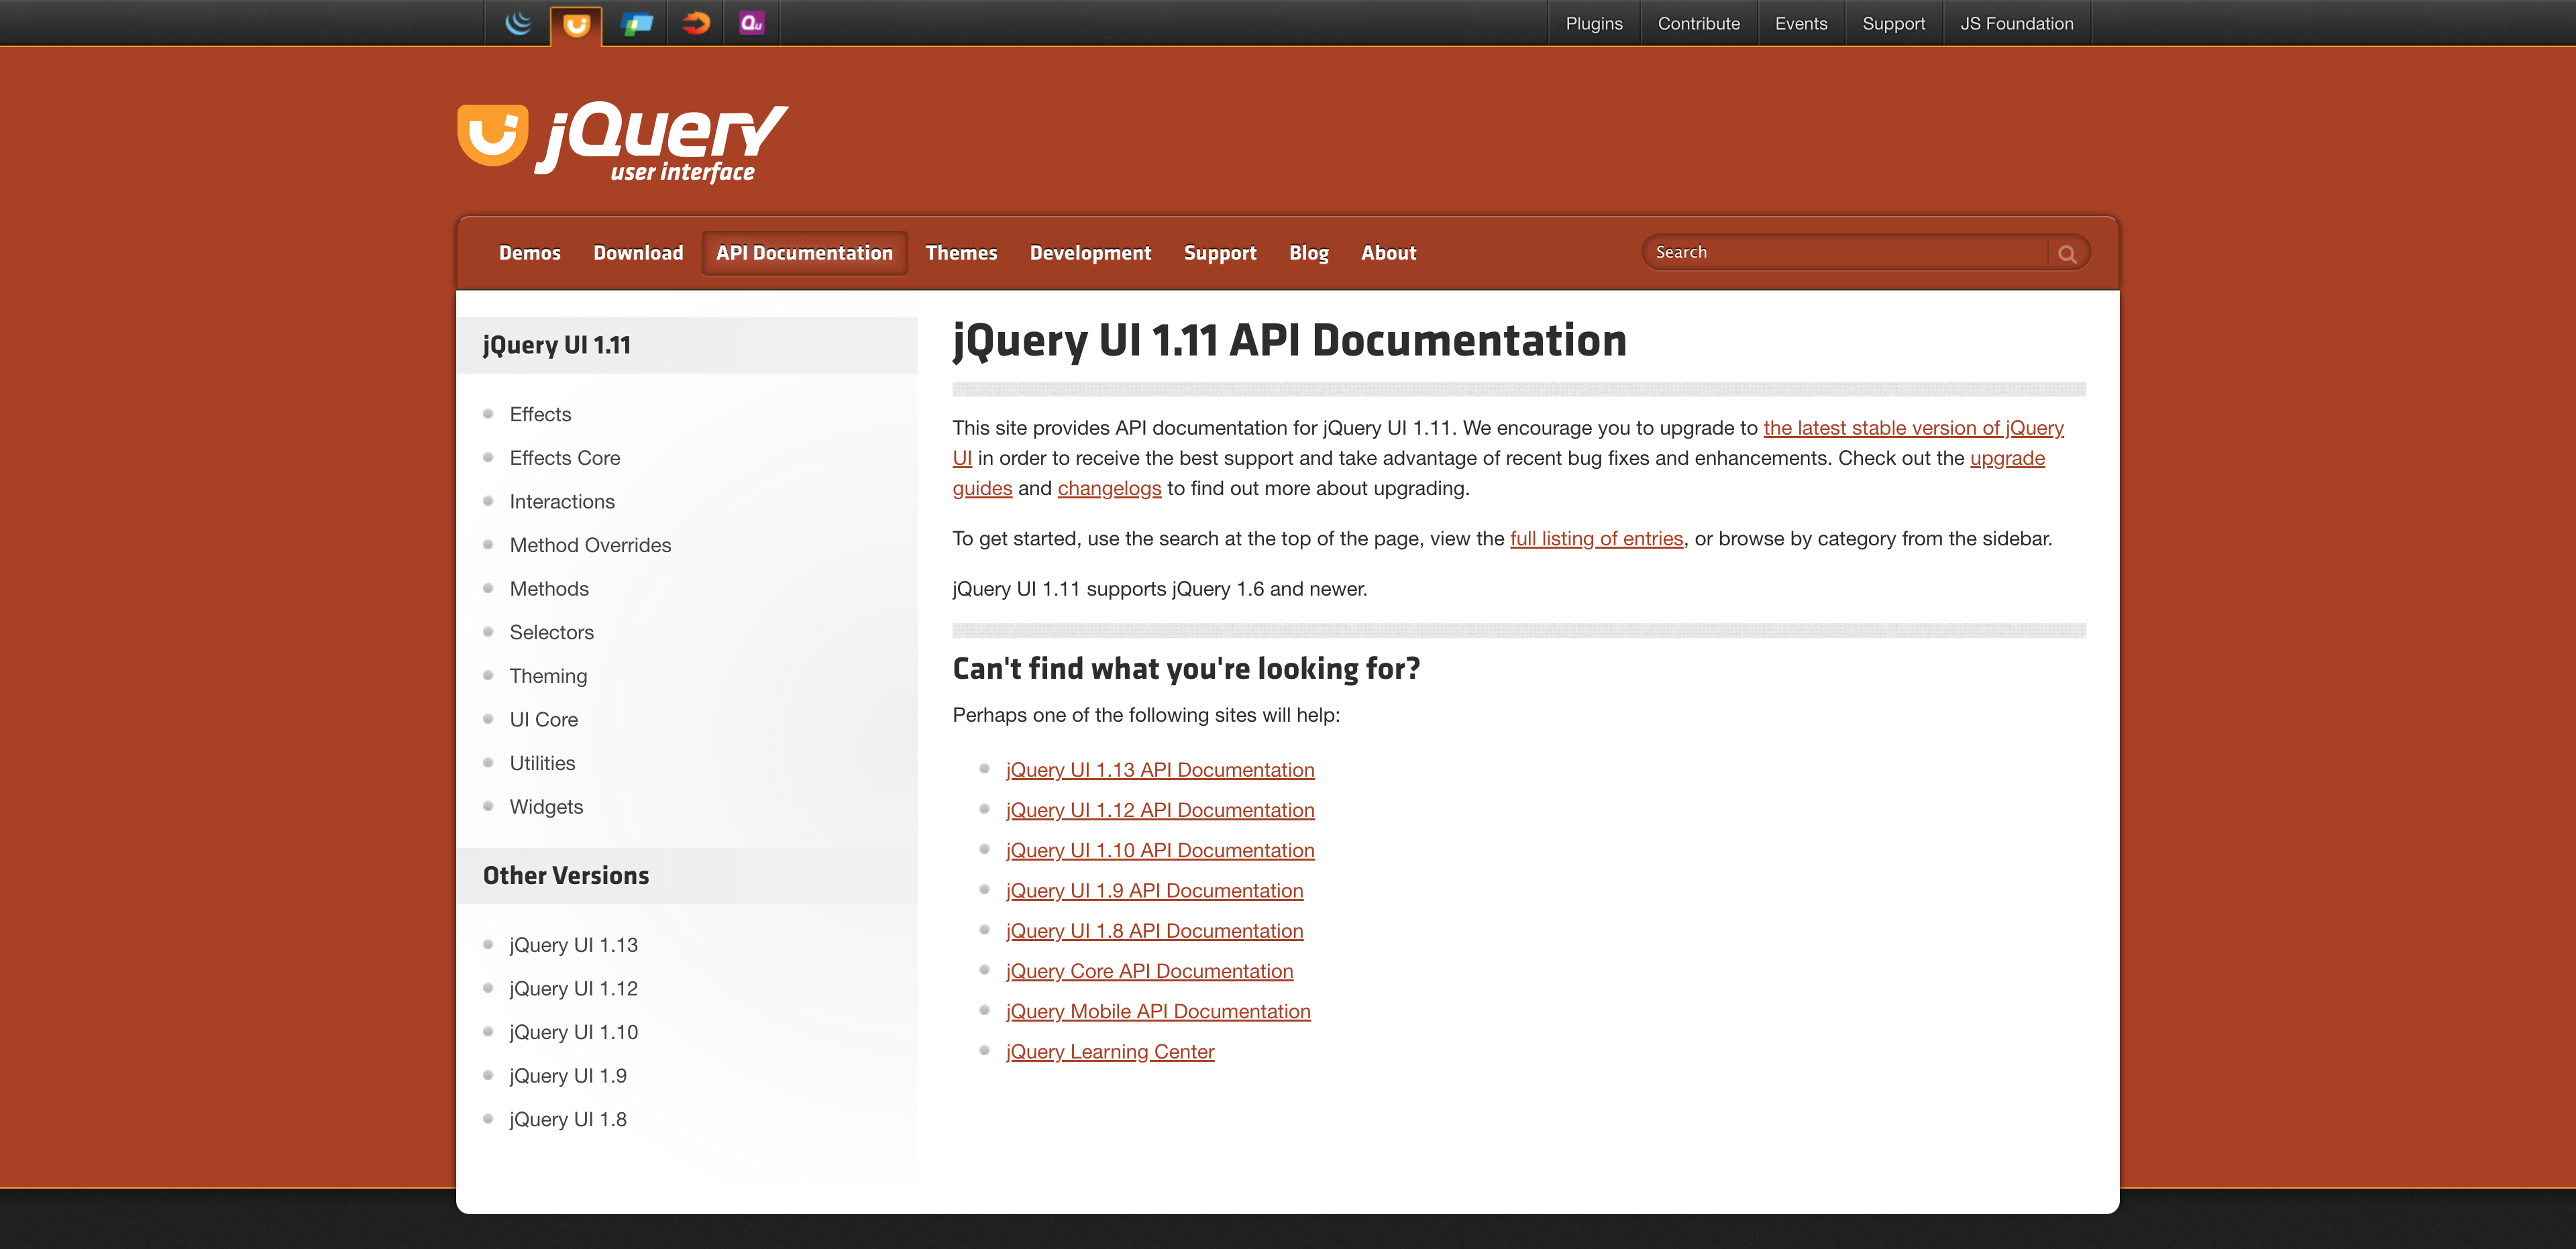 Plugins
Contribute
Events
Support
JS Foundation
jQuery
user interface
Demos
Download
API Documentation
Themes
Development
Support
Blog
About
Search
jQuery UI 1.11
Effects
Effects Core
Interactions
Method Overrides
Methods
Selectors
Theming
UI Core
Utilities
Widgets
Other Versions
jQuery UI 1.13
jQuery UI 1.12
jQuery UI 1.10
jQuery UI 1.9
jQuery UI 1.8
jQuery UI 1.11 API Documentation
This site provides API documentation for jQuery UI 1.11. We encourage you to upgrade to the latest stable version of jQuery
UI in order to receive the best support and take advantage of recent bug fixes and enhancements. Check out the upgrade
guides and changelogs to find out more about upgrading.
To get started, use the search at the top of the page, view the full listing of entries, or browse by category from the sidebar.
jQuery UI 1.11 supports jQuery 1.6 and newer.
Can't find what you're looking for?
Perhaps one of the following sites will help:
jQuery UI 1.13 API Documentation
jQuery UI 1.12 API Documentation
jQuery UI 1.10 API Documentation
jQuery UI 1.9 API Documentation
jQuery UI 1.8 API Documentation
jQuery Core API Documentation
jQuery Mobile API Documentation
jQuery Learning Center